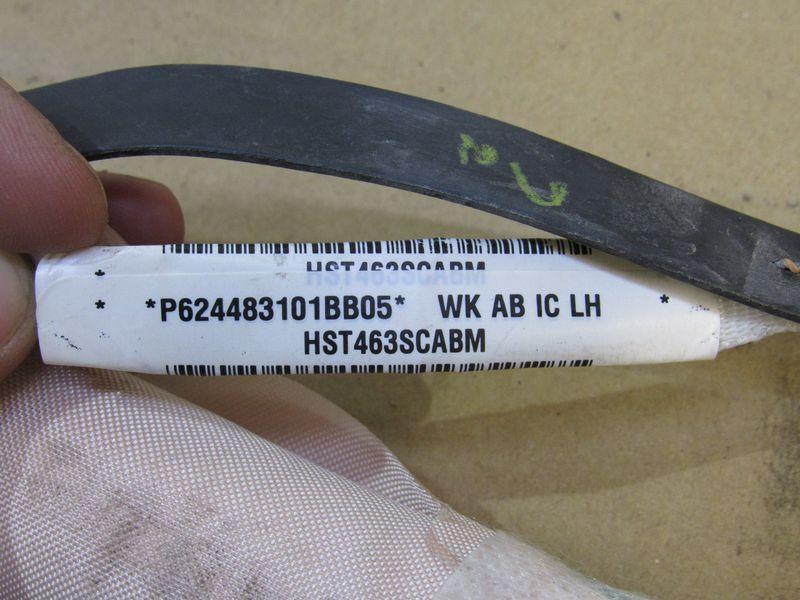 HST463SCABM
*
* *P624483101BB05* WK AB IC LH *
HST463SCABM